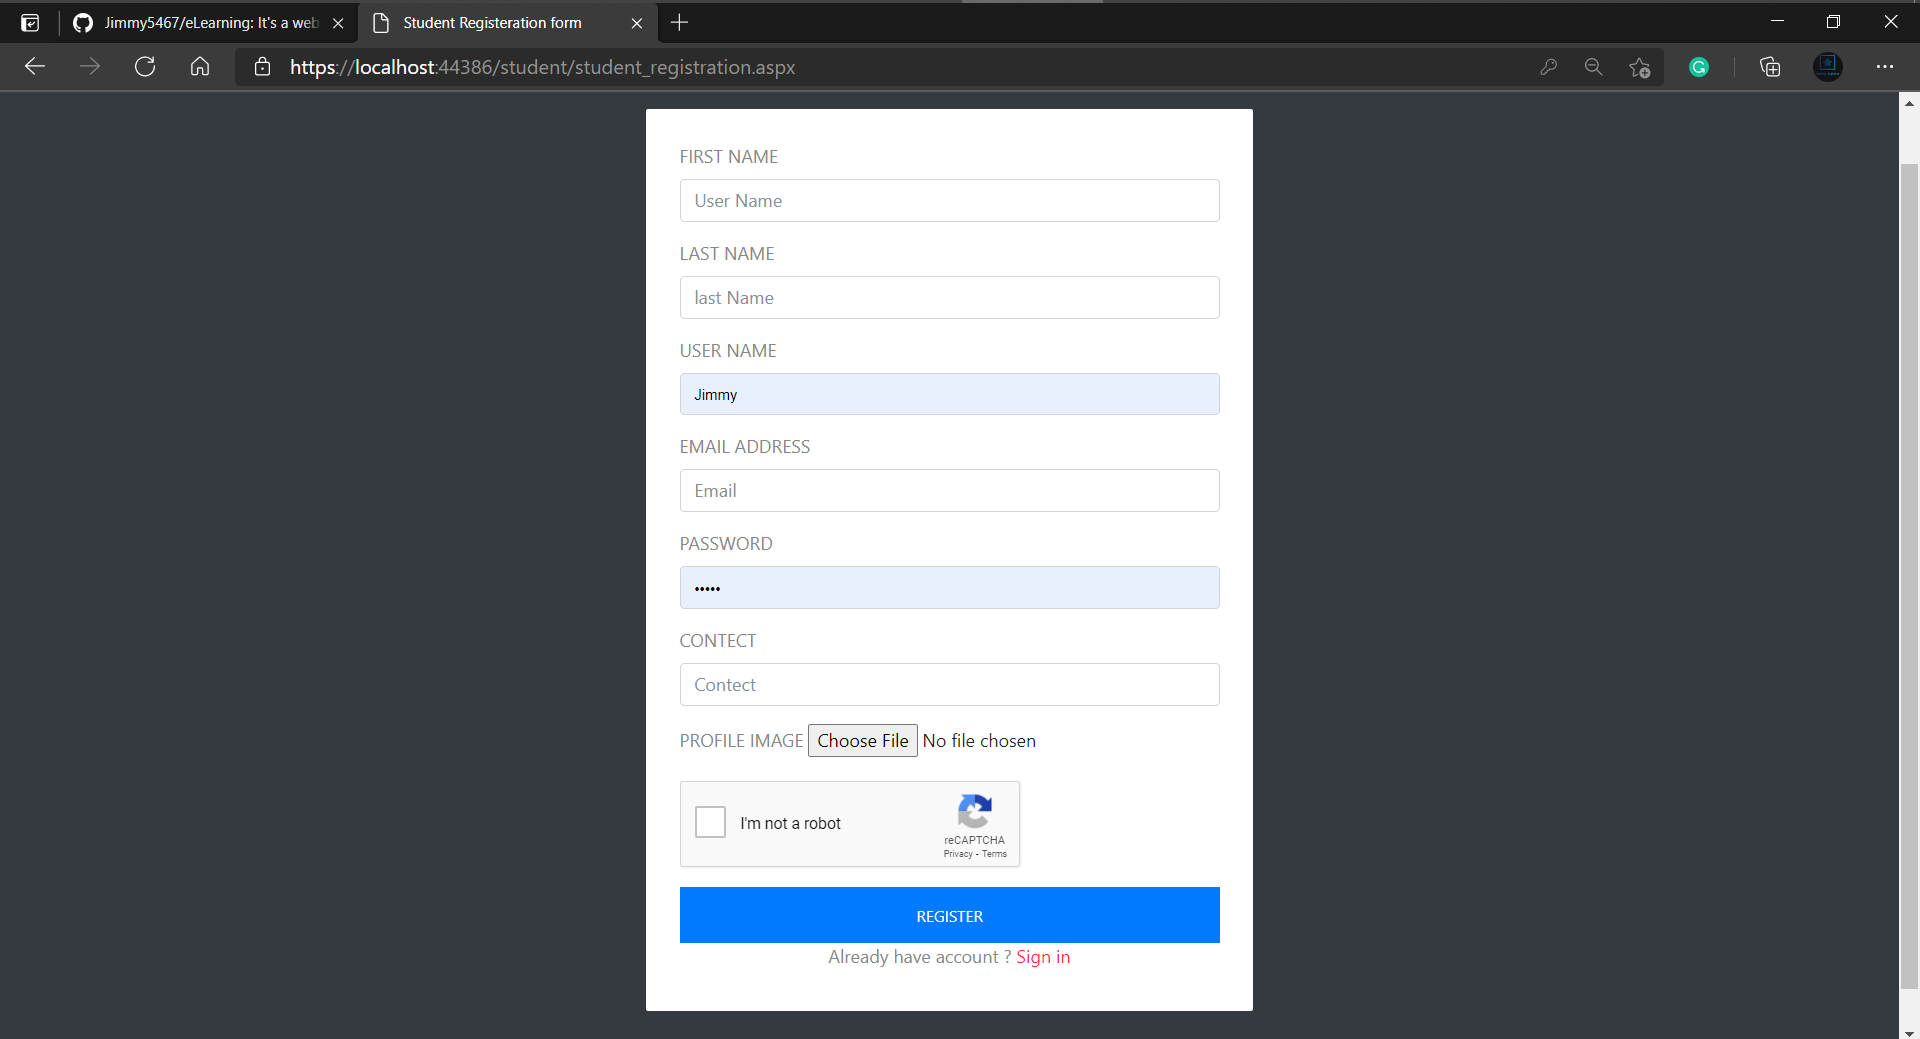 Jimmy5467/eLearning: It's a web
Student Registeration form
https://localhost:44386/student/student_registration.aspx
FIRST NAME
User Name
LAST NAME
last Name
USER NAME
Jimmy
EMAIL ADDRESS
Email
PASSWORD
•••••
CONTECT
Contect
PROFILE IMAGE Choose File No file chosen
I'm not a robot
reCAPTCHA
Privacy - Terms
REGISTER
Already have account ? Sign in